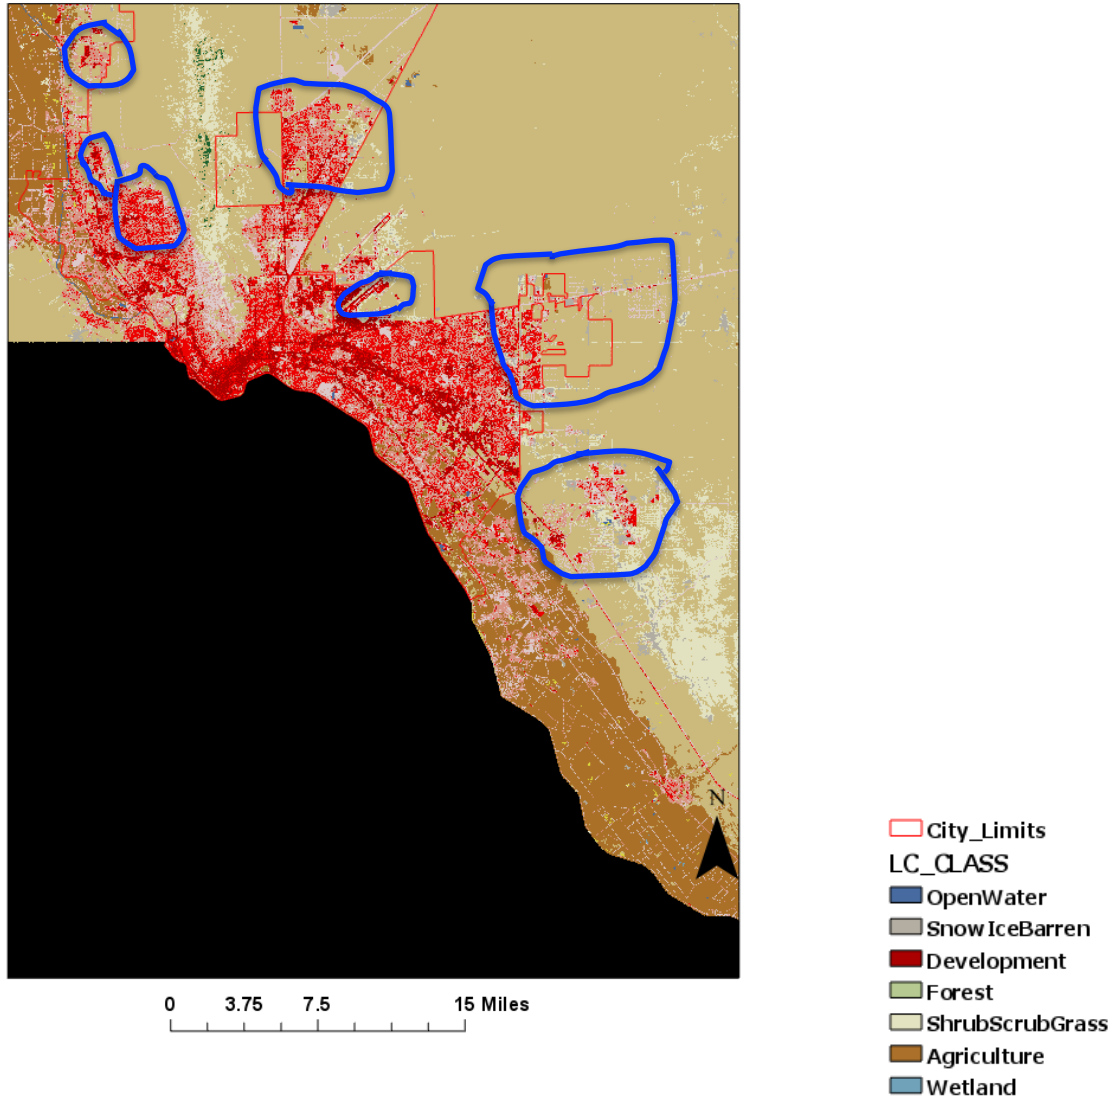 N
0 3.75 7.5 15 Miles
City_Limits
LC_CLASS
OpenWater
SnowIceBarren
Development
Forest
ShrubScrubGrass
Agriculture
Wetland